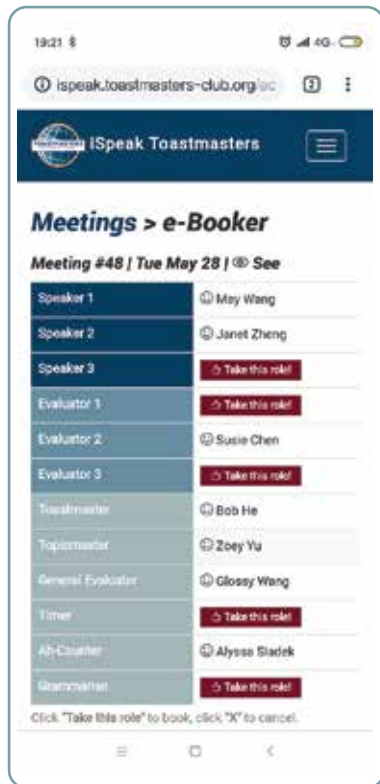 19:21 4G
ispeak.toastmasters-club.org/ac 2
iSpeak Toastmasters
Meetings > e-Booker
Meeting #48 | Tue May 28 | See
Speaker 1 May Wang
Speaker 2 Janet Zheng
Speaker 3 Take this role!
Evaluator 1 Take this role!
Evaluator 2 Susie Chen
Evaluator 3 Take this role!
Toastmaster Bob He
Topicmaster Zoey Yu
General Evaluator Glossy Wang
Timer Take this role!
Ah-Counter Alyssa Sladek
Grammarian Take this role!
Click "Take this role" to book, click "X" to cancel.